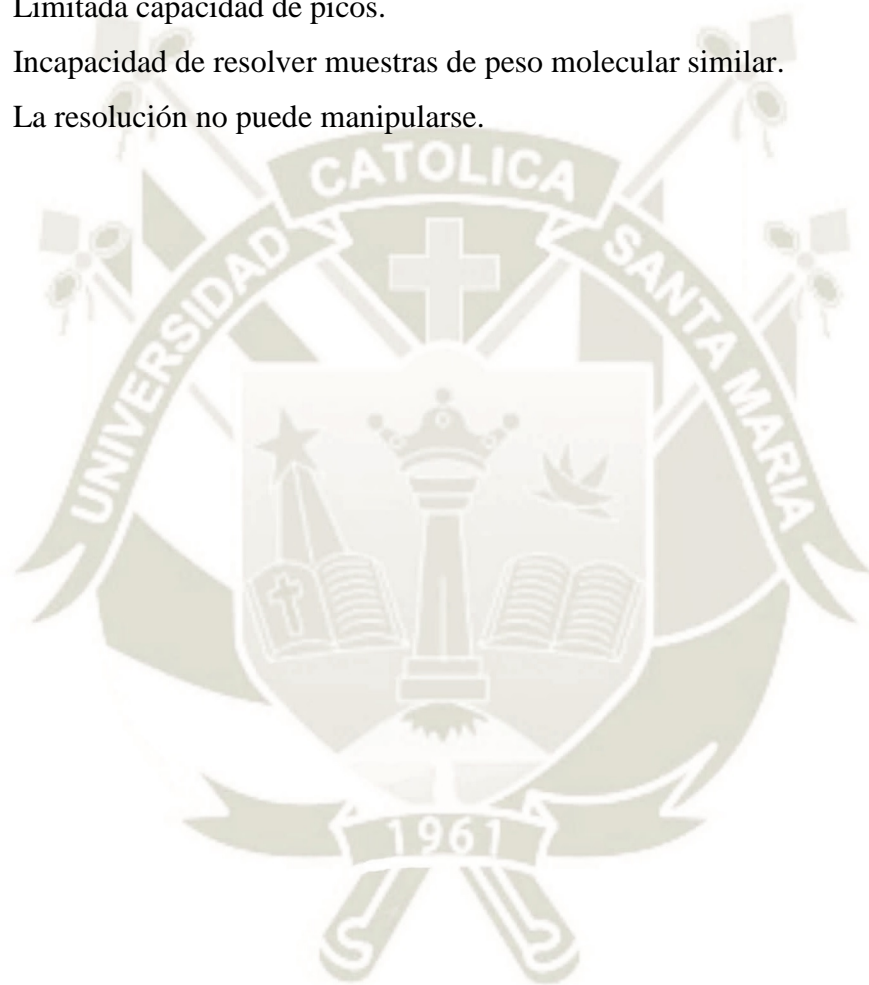 Limitada capacidad de picos.
Incapacidad de resolver muestras de peso molecular similar.
La resolución no puede manipularse.
UNIVERSIDAD CATOLICA SANTA MARIA
1961